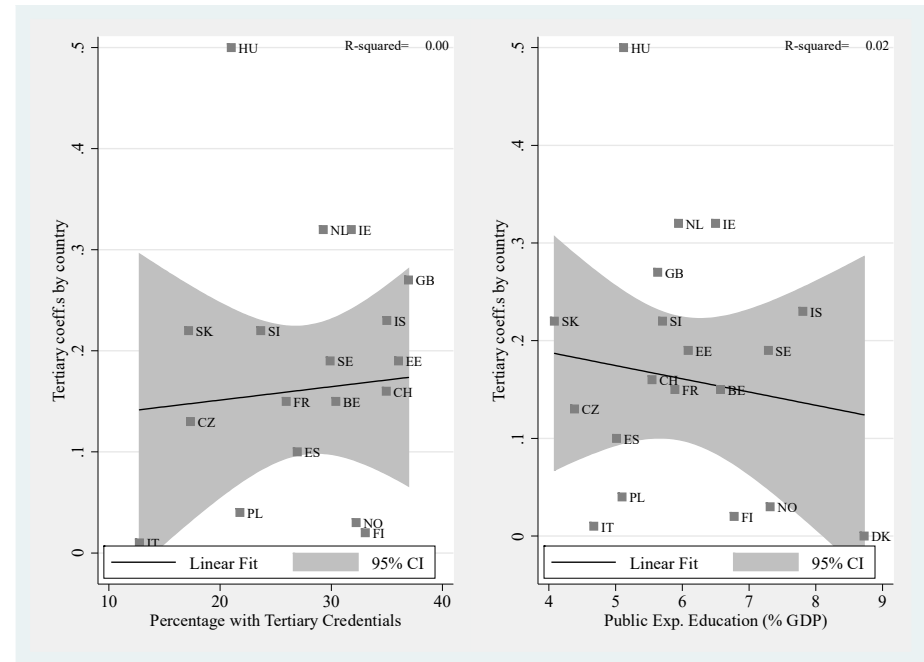 R-squared= 0.00
Tertiary coeff.s by country
.5
.4
.3
.2
.1
0
HU
NL
IE
GB
IS
SK
SI
SE
EE
CH
FR
BE
CZ
ES
PL
NO
FI
IT
Linear Fit
95% CI
10
20
30
40
Percentage with Tertiary Credentials
R-squared= 0.02
Tertiary coeff.s by country
.5
.4
.3
.2
.1
0
HU
NL
IE
GB
IS
SK
SI
EE
SE
CH
FR
BE
CZ
ES
PL
NO
FI
IT
DK
Linear Fit
95% CI
4
5
6
7
8
9
Public Exp. Education (% GDP)